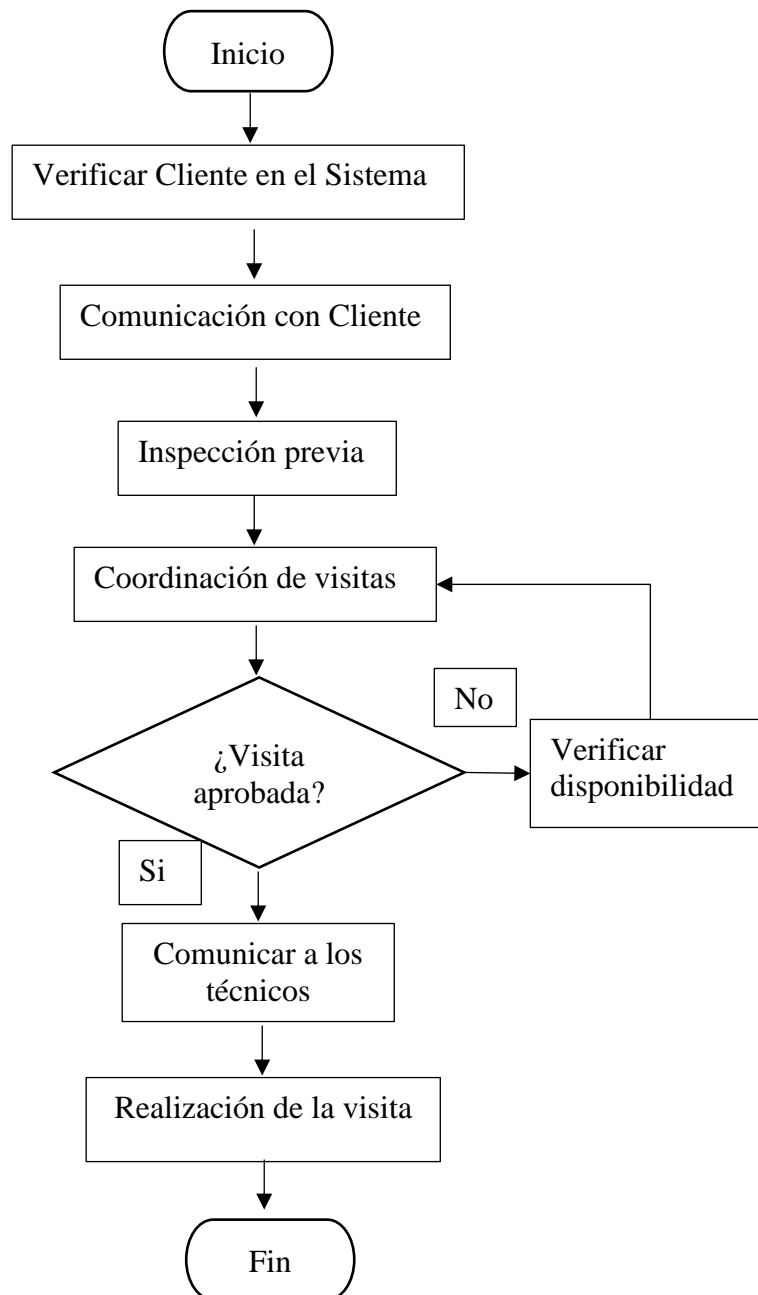 Inicio
Verificar Cliente en el Sistema
Comunicación con Cliente
Inspección previa
Coordinación de visitas
No
¿Visita
aprobada?
Verificar
disponibilidad
Si
Comunicar a los
técnicos
Realización de la visita
Fin